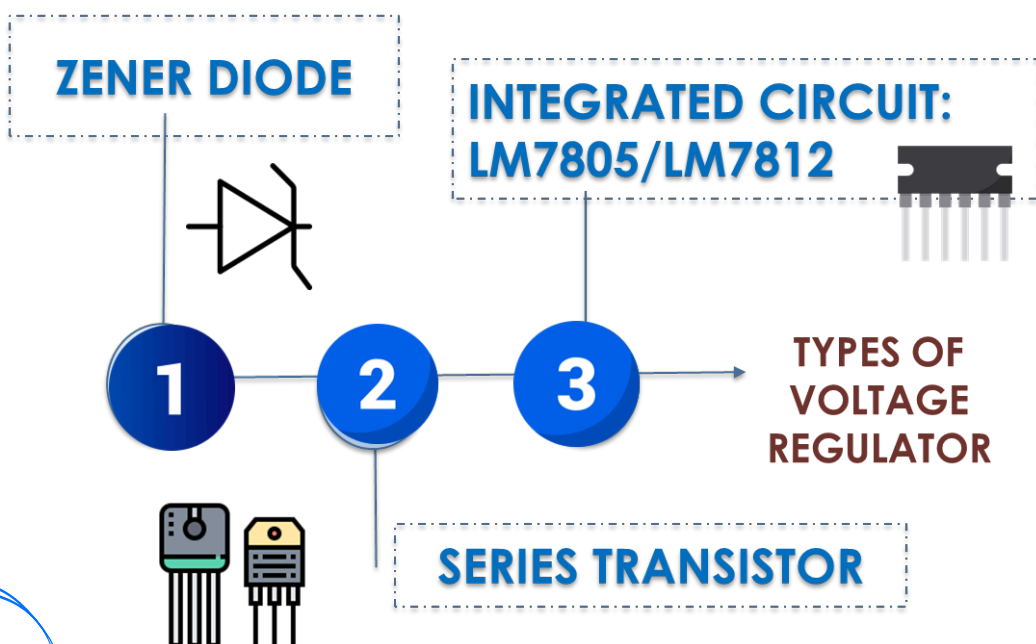 ZENER DIODE
INTEGRATED CIRCUIT:
LM7805/LM7812
1
2
3
TYPES OF
VOLTAGE
REGULATOR
SERIES TRANSISTOR